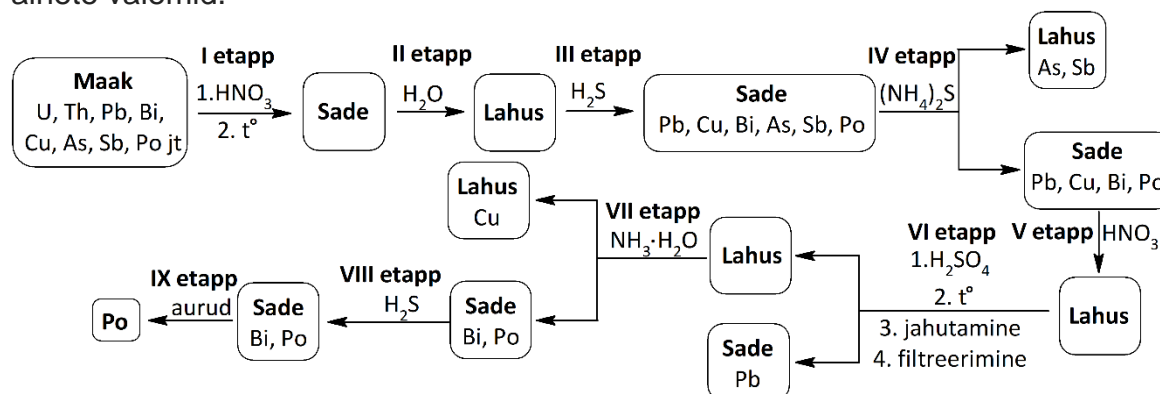 I etapp
II etapp
III etapp
IV etapp
Maak
U, Th, Pb, Bi,
Cu, As, Sb, Po jt
1.HNO₃
2. t°
Sade
H₂O
Lahus
H₂S
Sade
Pb, Cu, Bi, As, Sb, Po
(NH₄)₂S
Lahus
As, Sb
Sade
Pb, Cu, Bi, Po
V etapp
HNO₃
Lahus
VI etapp
1.H₂SO₄
2. t°
3. jahutamine
4. filtreerimine
Lahus
Sade
Pb
VII etapp
NH₃·H₂O
Lahus
Cu
Sade
Bi, Po
VIII etapp
H₂S
Sade
Bi, Po
IX etapp
aurud
Po